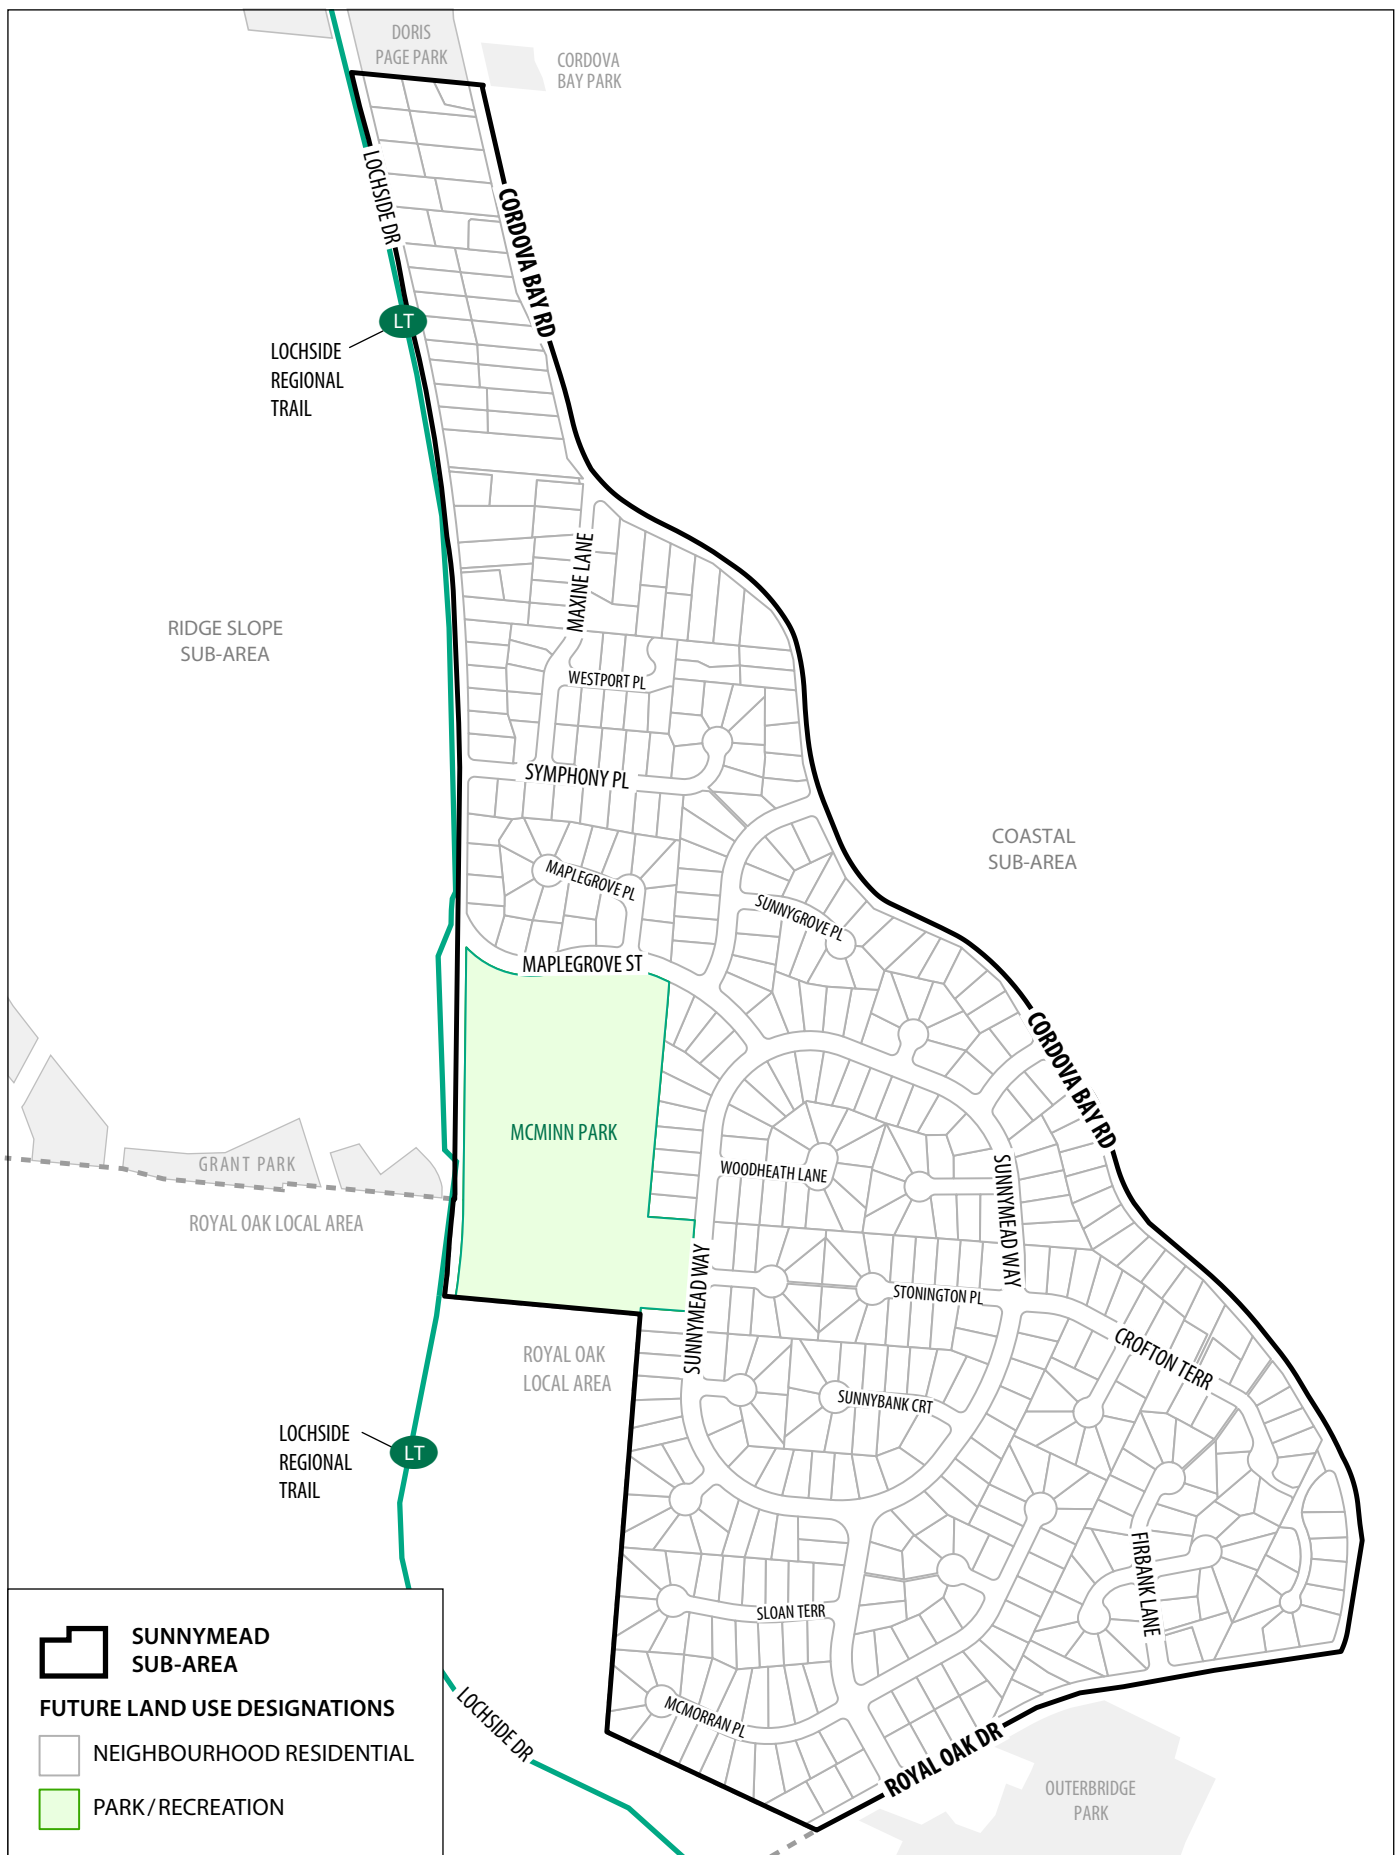 DORIS
PAGE PARK
CORDOVA
BAY PARK
LOCHSIDE DR
CORDOVA BAY RD
LT
LOCHSIDE
REGIONAL
TRAIL
MAXINE LANE
RIDGE SLOPE
SUB-AREA
WESTPORT PL
SYMPHONY PL
COASTAL
SUB-AREA
MAPLEGROVE PL
SUNNYGROVE PL
MAPLEGROVE ST
CORDOVA BAY RD
MCMINN PARK
GRANT PARK
WOODHEATH LANE
SUNNYMEAD WAY
ROYAL OAK LOCAL AREA
SUNNYMEAD WAY
STONINGTON PL
CROFTON TERR
ROYAL OAK
LOCAL AREA
SUNNYBANK CRT
LOCHSIDE
REGIONAL
TRAIL
LT
FIRBANK LANE
SLOAN TERR
MCMORRAN PL
LOCHSIDE DR
ROYAL OAK DR
OUTERBRIDGE
PARK
SUNNYMEAD
SUB-AREA
FUTURE LAND USE DESIGNATIONS
NEIGHBOURHOOD RESIDENTIAL
PARK/RECREATION